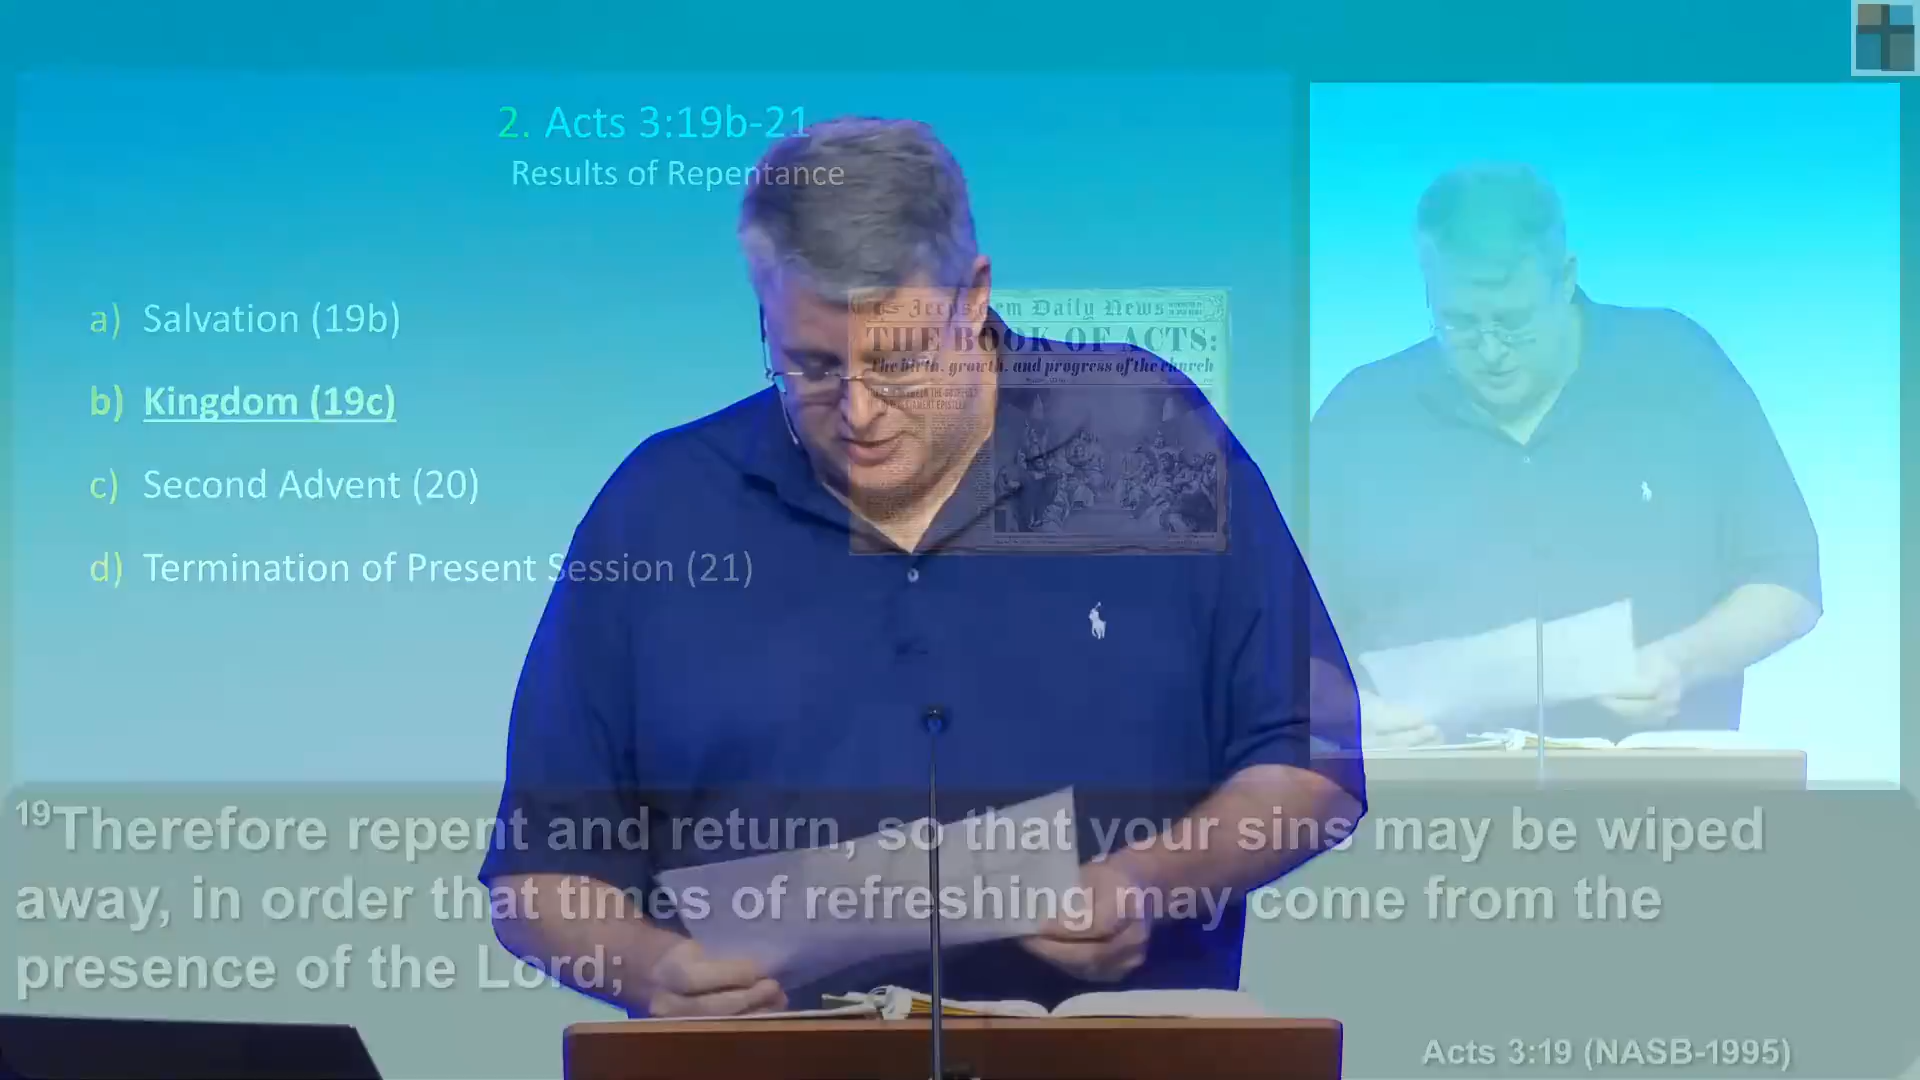 2. Acts 3:19b-21
Results of Repentance
a) Salvation (19b)
b) Kingdom (19c)
c) Second Advent (20)
d) Termination of Present Session (21)
Jerusalem Daily News
THE BOOK OF ACTS:
The birth, growth, and progress of the church
19Therefore repent and return, so that your sins may be wiped
away, in order that times of refreshing may come from the
presence of the Lord;
Acts 3:19 (NASB-1995)